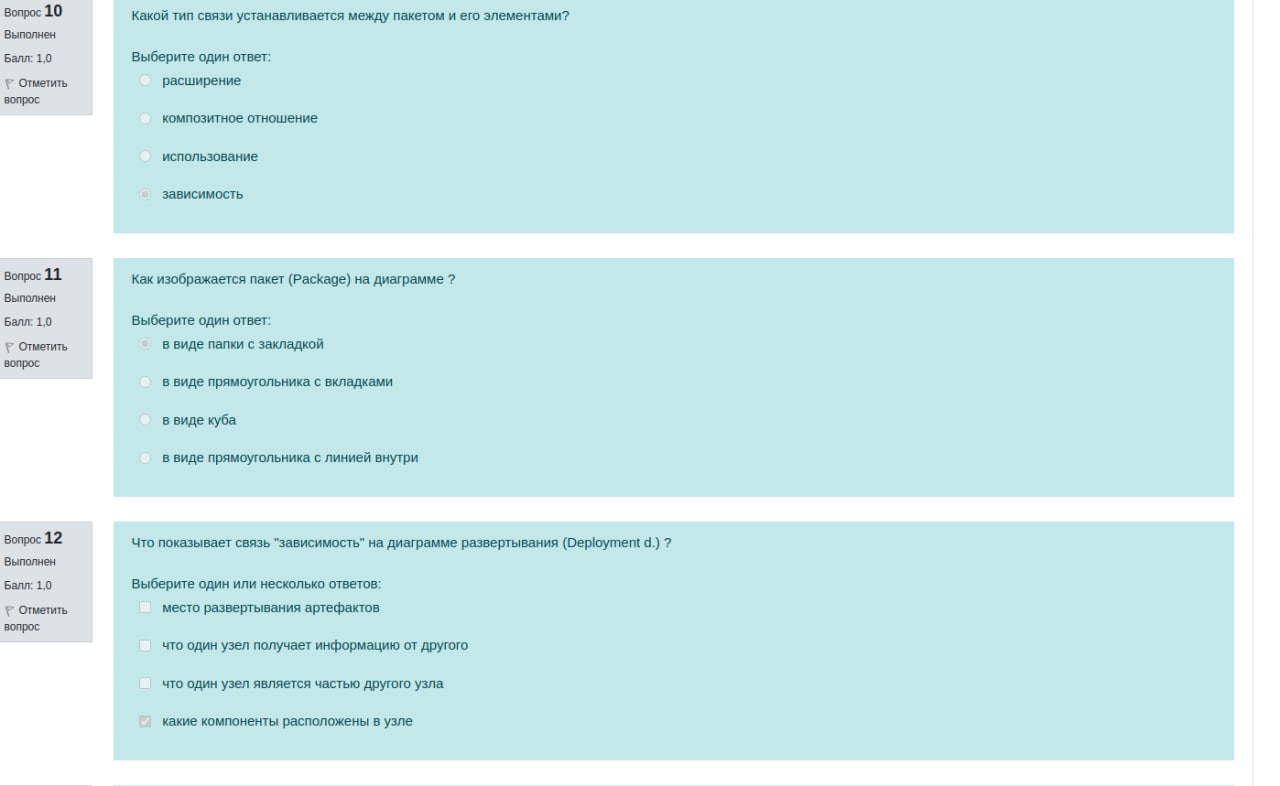 Вопрос 10
Выполнен
Балл: 1,0
Отметить
вопрос
Какой тип связи устанавливается между пакетом и его элементами?
Выберите один ответ:
расширение
композитное отношение
использование
зависимость
Вопрос 11
Выполнен
Балл: 1,0
Отметить
вопрос
Как изображается пакет (Package) на диаграмме ?
Выберите один ответ:
в виде папки с закладкой
в виде прямоугольника с вкладками
в виде куба
в виде прямоугольника с линией внутри
Вопрос 12
Выполнен
Балл: 1,0
Отметить
вопрос
Что показывает связь "зависимость" на диаграмме развертывания (Deployment d.) ?
Выберите один или несколько ответов:
место развертывания артефактов
что один узел получает информацию от другого
что один узел является частью другого узла
какие компоненты расположены в узле